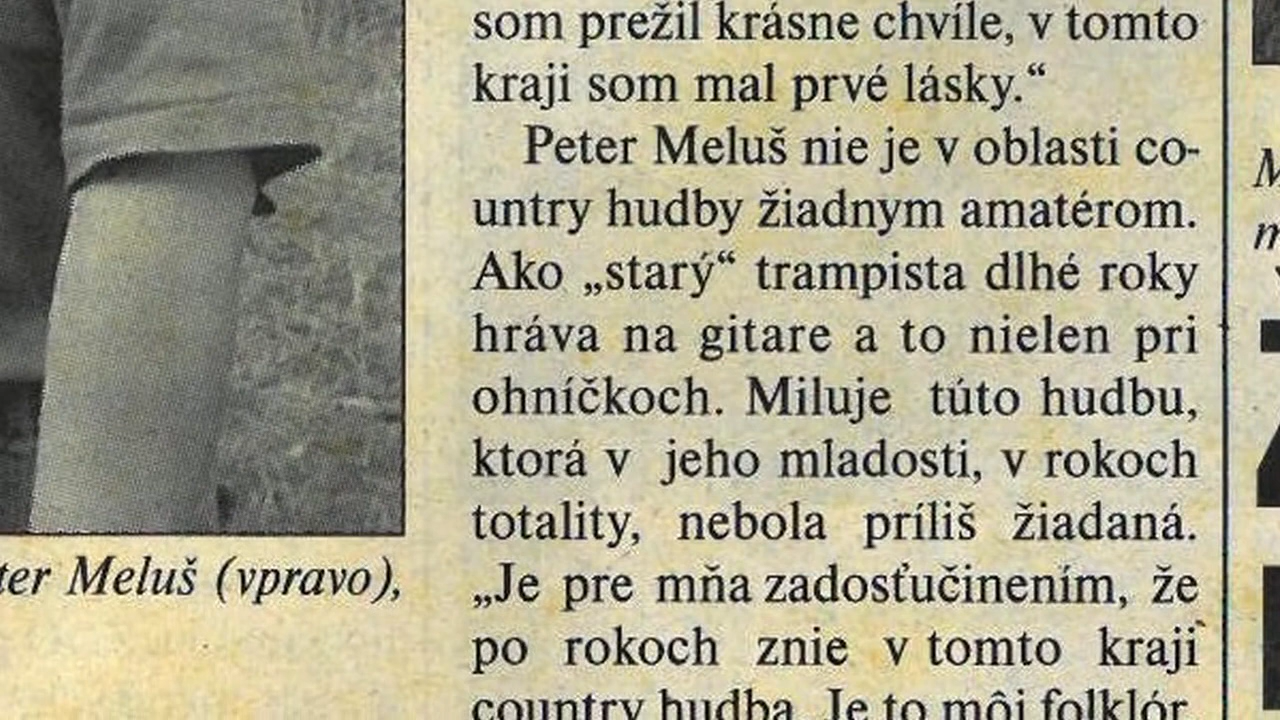 som prežil krásne chvíle, v tomto
kraji som mal prvé lásky.“
Peter Meluš nie je v oblasti co-
untry hudby žiadnym amatérom.
Ako „starý“ trampista dlhé roky
hráva na gitare a to nielen pri
ohníčkoch. Miluje túto hudbu,
ktorá v jeho mladosti, v rokoch
totality, nebola príliš žiadaná.
„Je pre mňa zadosťučinením, že
po rokoch znie v tomto kraji
country hudba. Je to môj folklór.
ter Meluš (vpravo),